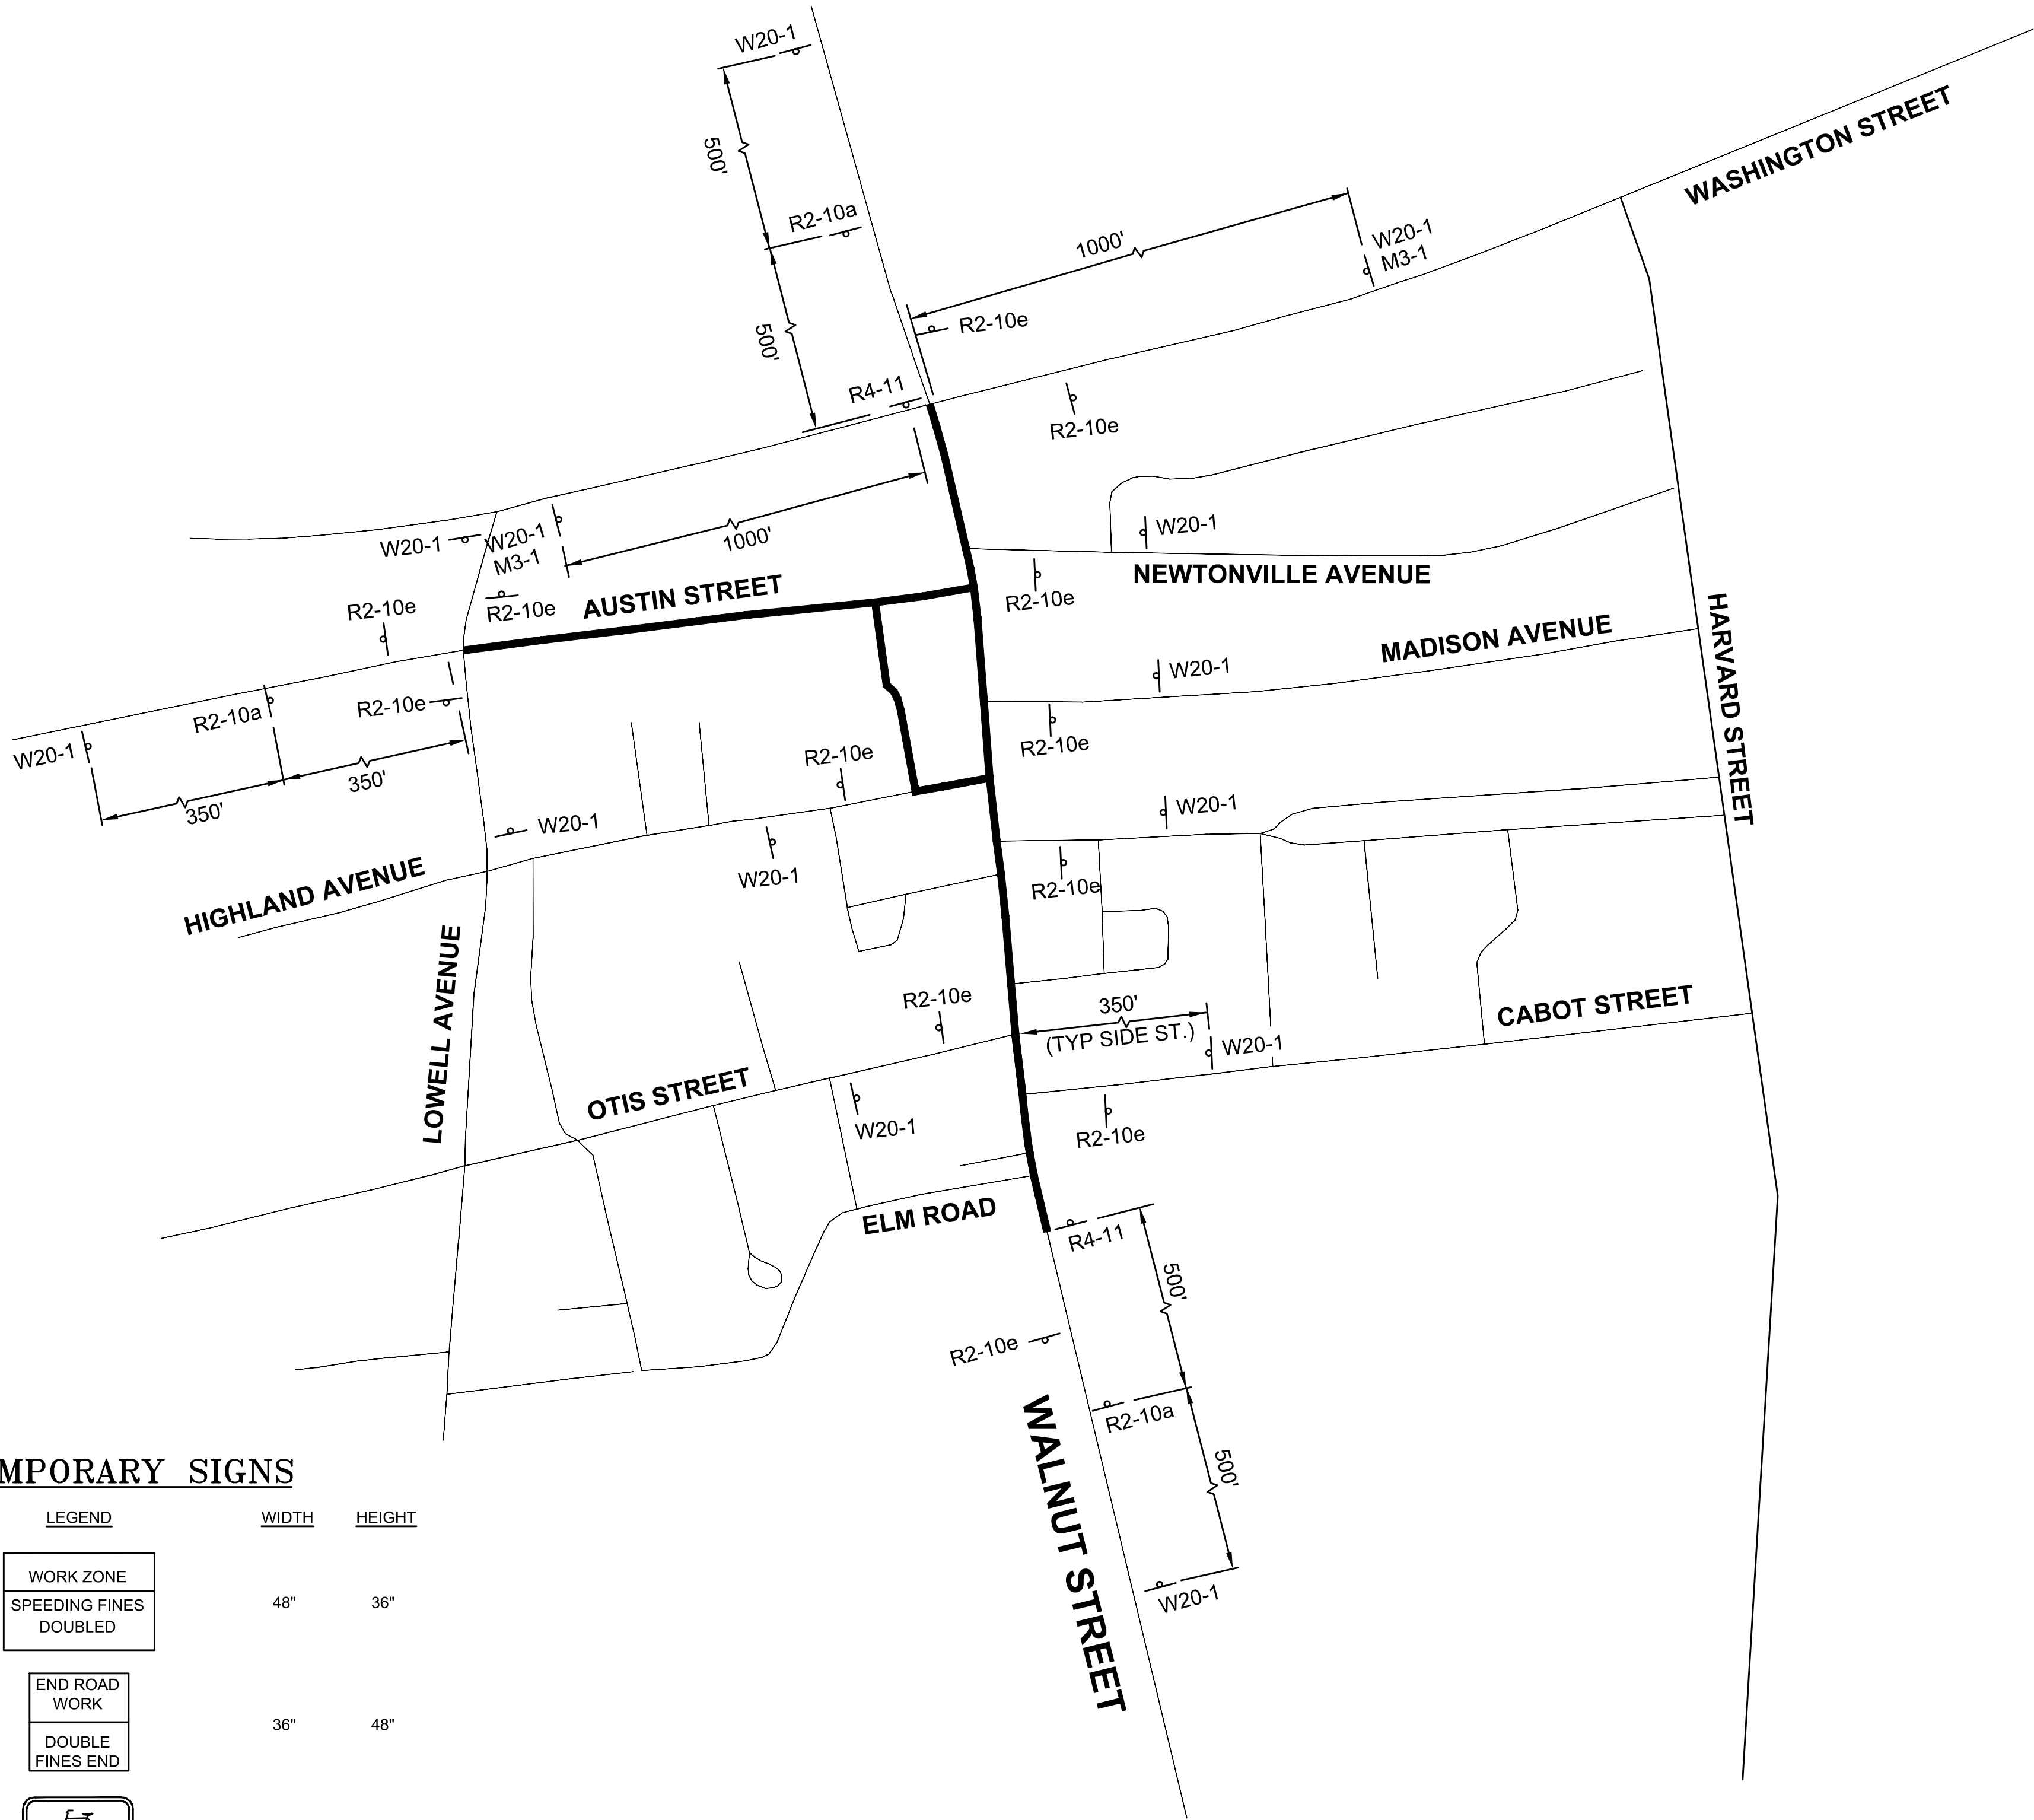 W20-1
500'
WASHINGTON STREET
R2-10a
1000'
W20-1
M3-1
500'
R2-10e
R4-11
R2-10e
W20-1
W20-1
M3-1
1000'
W20-1
NEWTONVILLE AVENUE
R2-10e
R2-10e
AUSTIN STREET
R2-10e
HARVARD STREET
MADISON AVENUE
W20-1
R2-10a
R2-10e
W20-1
350'
350'
R2-10e
R2-10e
W20-1
W20-1
HIGHLAND AVENUE
W20-1
R2-10e
LOWELL AVENUE
R2-10e
350'
(TYP SIDE ST.)
W20-1
CABOT STREET
OTIS STREET
W20-1
R2-10e
ELM ROAD
R4-11
500'
R2-10e
R2-10a
WALNUT STREET
500'
W20-1
MPORARY SIGNS
LEGEND WIDTH HEIGHT
WORK ZONE
SPEEDING FINES
DOUBLED
48" 36"
END ROAD
WORK
DOUBLE
FINES END
36" 48"